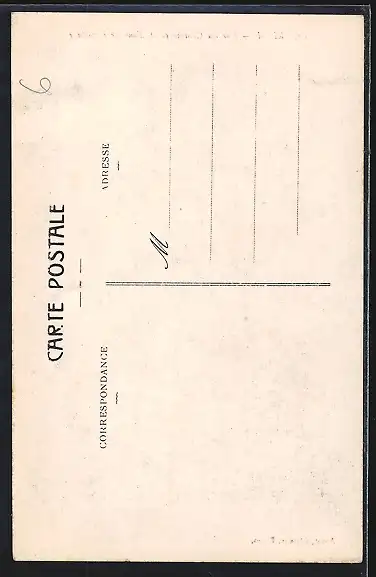 CARTE POSTALE
CORRESPONDANCE
ADRESSE
M
6